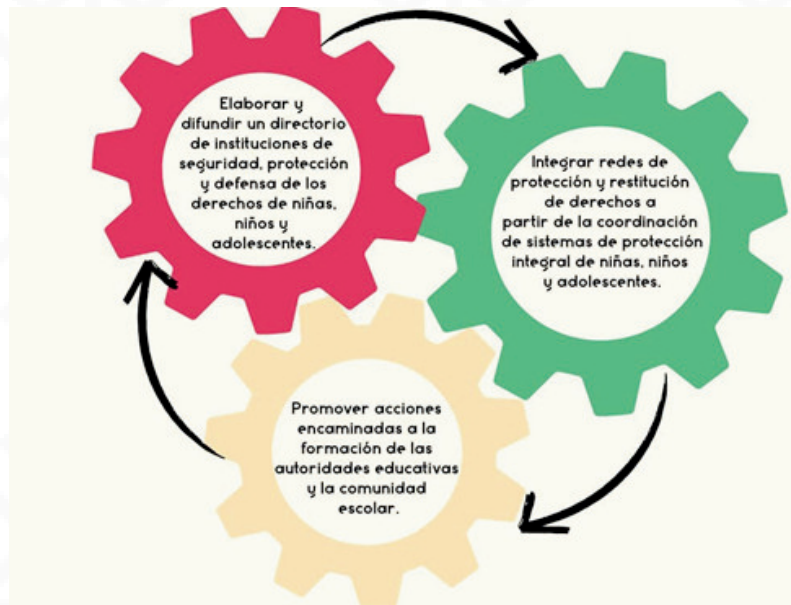 Elaborar y
difundir un directorio
de instituciones de
seguridad, protección
y defensa de los
derechos de niñas,
niños y
adolescentes.
Integrar redes de
protección y restitución
de derechos a
partir de la coordinación
de sistemas de protección
integral de niñas, niños
y adolescentes.
Promover acciones
encaminadas a la
formación de las
autoridades educativas
y la comunidad
escolar.